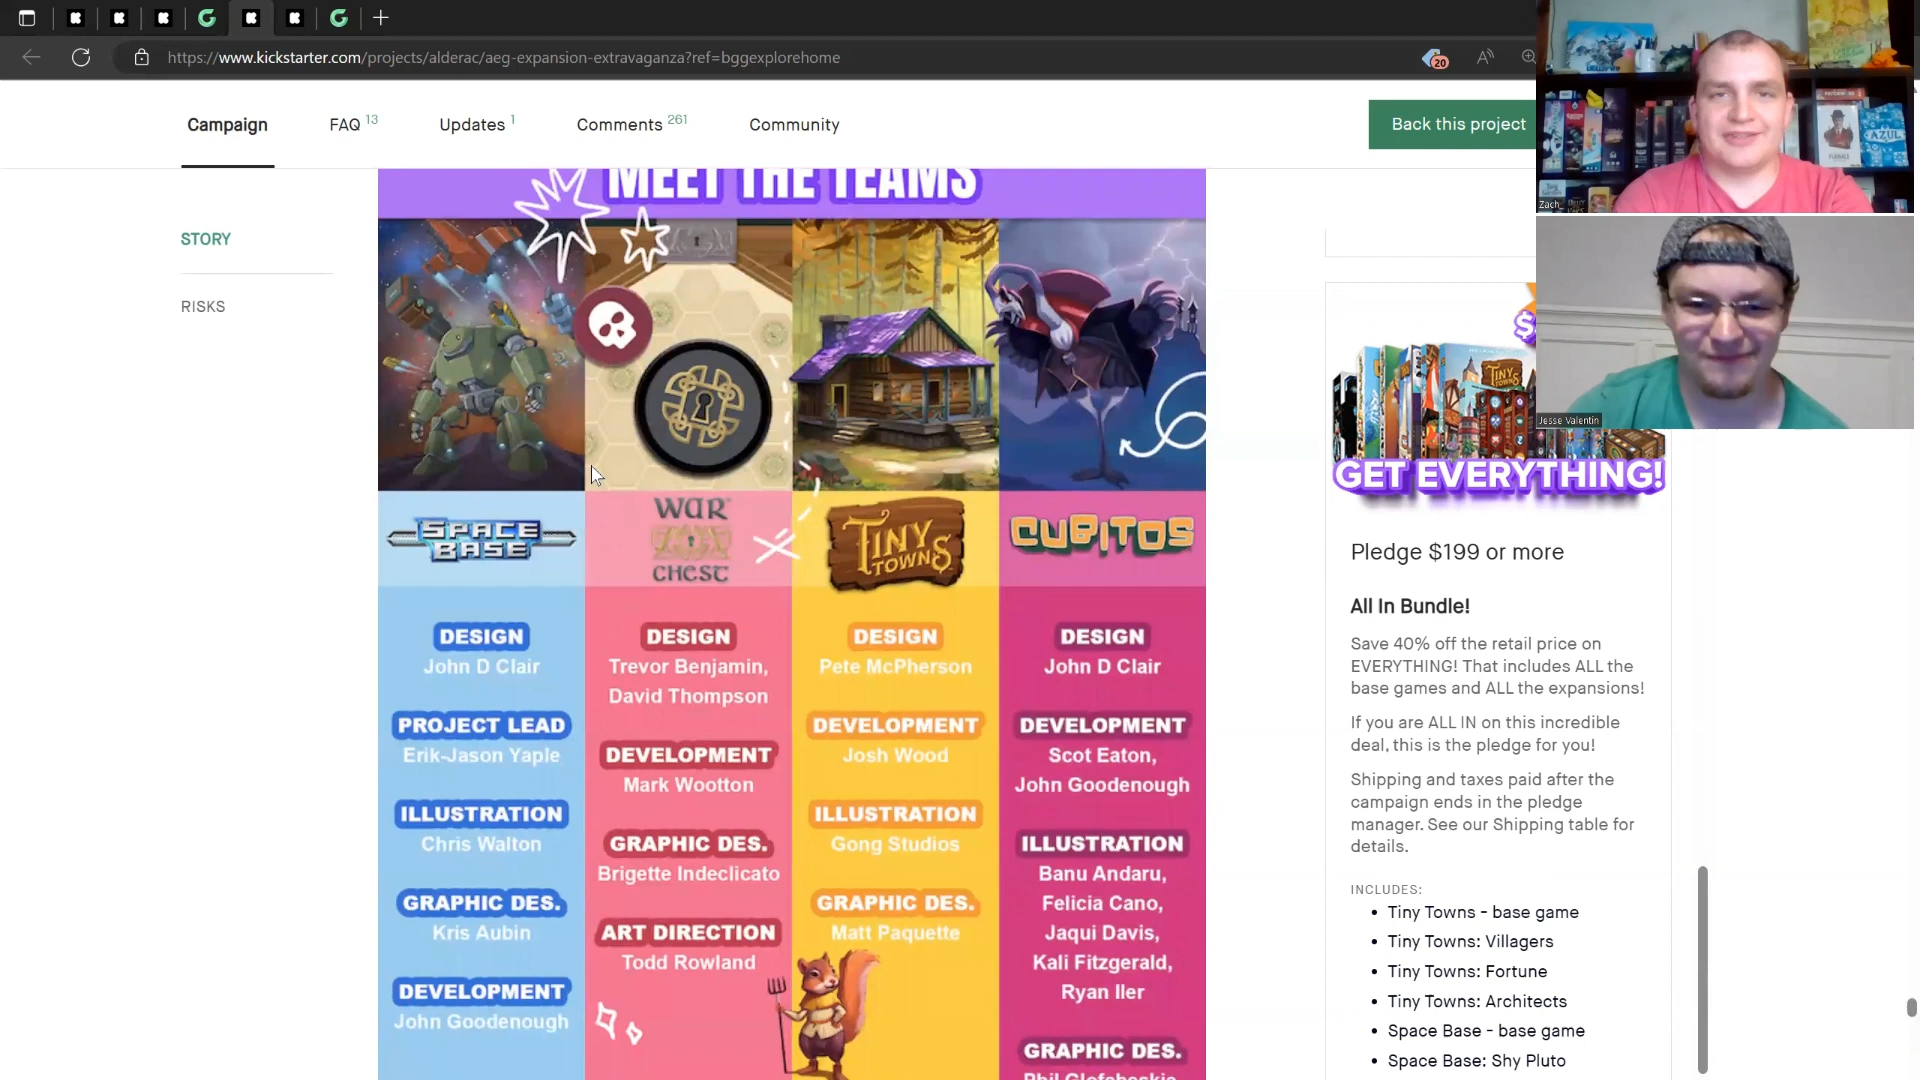 https://www.kickstarter.com/projects/alderac/aeg-expansion-extravaganza?ref=bggexplorehome
20
Campaign
FAQ 13
Updates 1
Comments 261
Community
Back this project
Zach_
AZUL
Jesse Valentin
STORY
RISKS
MEET THE TEAMS
SPACE BASE
WAR CHEST
TINY TOWNS
CUBITOS
DESIGN
John D Clair
PROJECT LEAD
Erik-Jason Yaple
ILLUSTRATION
Chris Walton
GRAPHIC DES.
Kris Aubin
DEVELOPMENT
John Goodenough
DESIGN
Trevor Benjamin,
David Thompson
DEVELOPMENT
Mark Wootton
GRAPHIC DES.
Brigette Indeclicato
ART DIRECTION
Todd Rowland
DESIGN
Pete McPherson
DEVELOPMENT
Josh Wood
ILLUSTRATION
Gong Studios
GRAPHIC DES.
Matt Paquette
DESIGN
John D Clair
DEVELOPMENT
Scot Eaton,
John Goodenough
ILLUSTRATION
Banu Andaru,
Felicia Cano,
Jaqui Davis,
Kali Fitzgerald,
Ryan Iler
GRAPHIC DES.
$
TINY TOWNS
GET EVERYTHING!
Pledge $199 or more
All In Bundle!
Save 40% off the retail price on
EVERYTHING! That includes ALL the
base games and ALL the expansions!
If you are ALL IN on this incredible
deal, this is the pledge for you!
Shipping and taxes paid after the
campaign ends in the pledge
manager. See our Shipping table for
details.
INCLUDES:
• Tiny Towns - base game
• Tiny Towns: Villagers
• Tiny Towns: Fortune
• Tiny Towns: Architects
• Space Base - base game
• Space Base: Shy Pluto